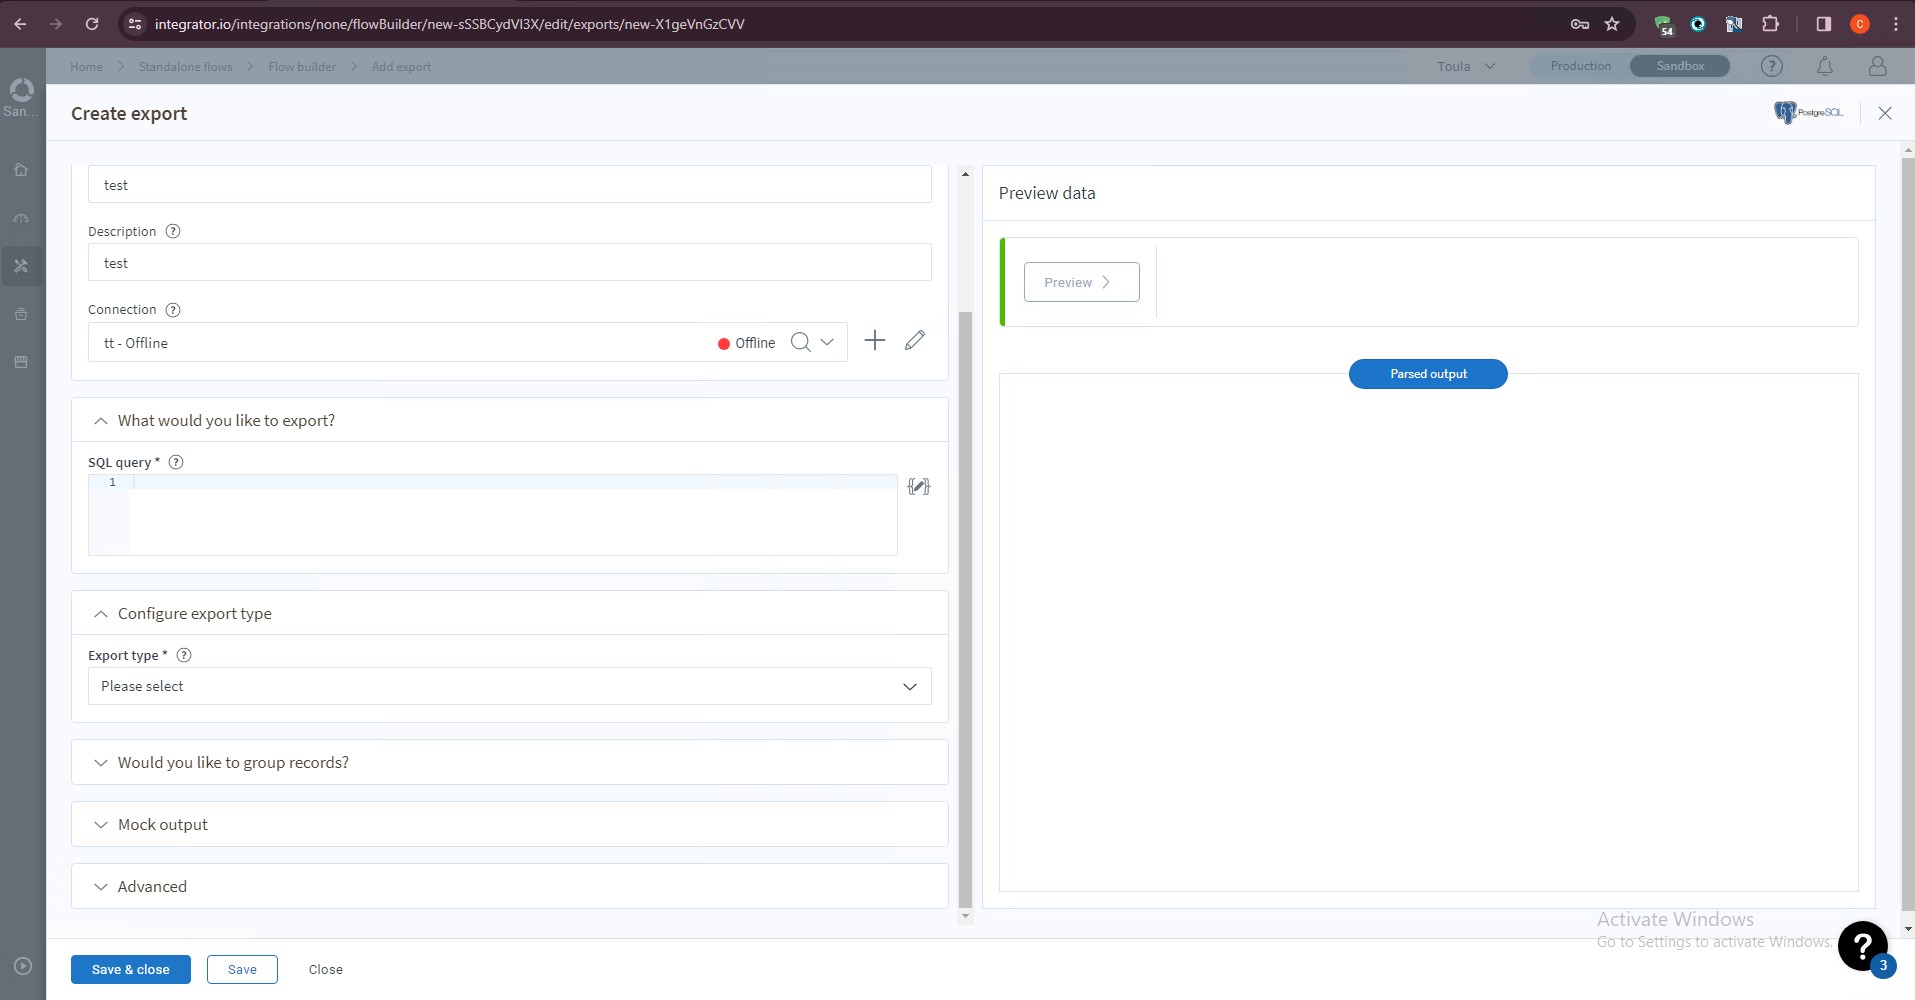 integrator.io/integrations/none/flowBuilder/new-sSSBCydVl3X/edit/exports/new-X1geVnGzCVV
54
C
Home
Standalone flows
Flow builder
Add export
Toula
Production
Sandbox
?
San...
Create export
PostgreSQL
test
Description ?
test
Connection ?
tt - Offline
Offline
What would you like to export?
SQL query * ?
1
Configure export type
Export type * ?
Please select
Would you like to group records?
Mock output
Advanced
Save & close
Save
Close
Preview data
Preview
Parsed output
Activate Windows
Go to Settings to activate Windows.
?
3